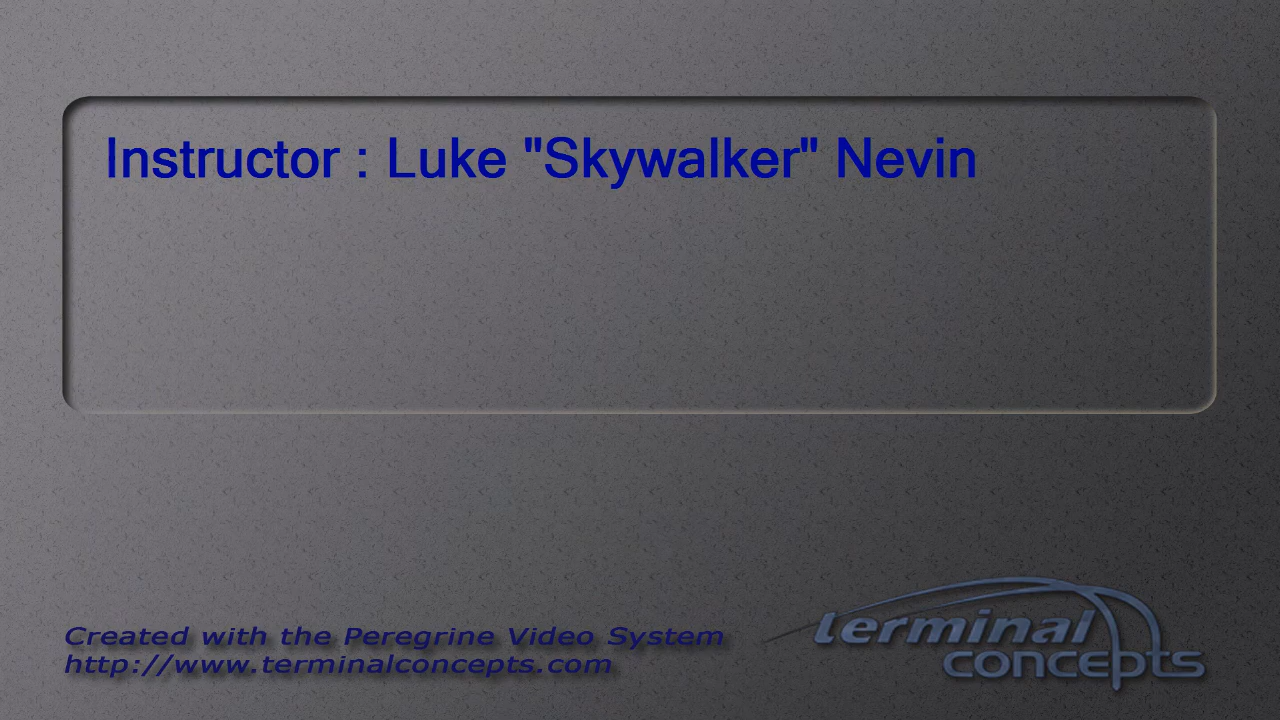 Instructor : Luke "Skywalker" Nevin
Created with the Peregrine Video System
http://www.terminalconcepts.com
terminal
concepts